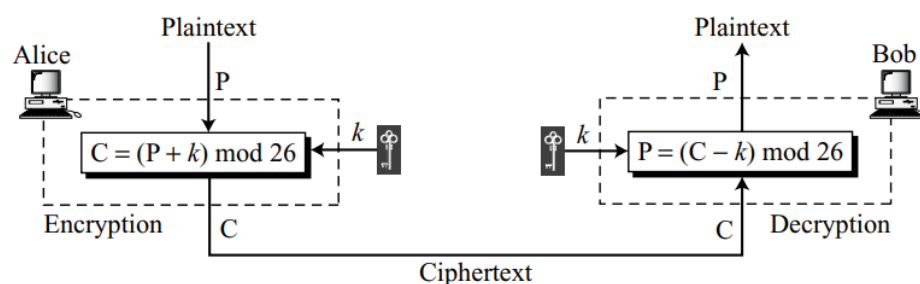 Plaintext
Plaintext
Alice
Bob
P
P
k
k
C = (P + k) mod 26
P = (C − k) mod 26
Encryption
C
C
Decryption
Ciphertext